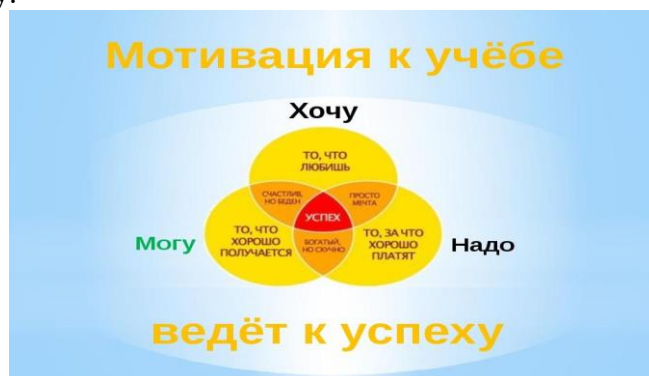 у.
Мотивация к учёбе
Хочу
ТО, ЧТО
ЛЮБИШЬ
СЧАСТЛИВ,
НО БЕДЕН
ПРОСТО
МЕЧТА
УСПЕХ
Могу
ТО, ЧТО
ХОРОШО
ПОЛУЧАЕТСЯ
БОГАТЫЙ,
НО СКУЧНО
ТО, ЗА ЧТО
ХОРОШО
ПЛАТЯТ
Надо
ведёт к успеху